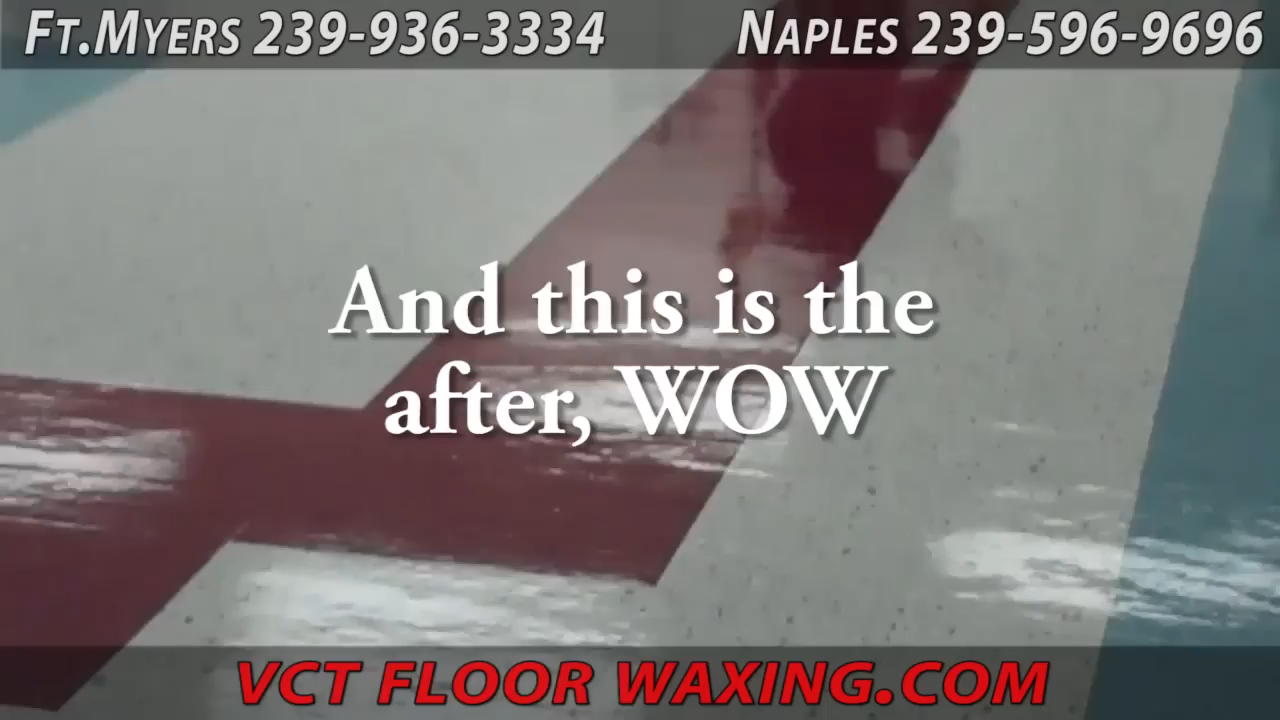 Ft.Myers 239-936-3334
Naples 239-596-9696
And this is the
after, WOW
VCT FLOOR WAXING.COM